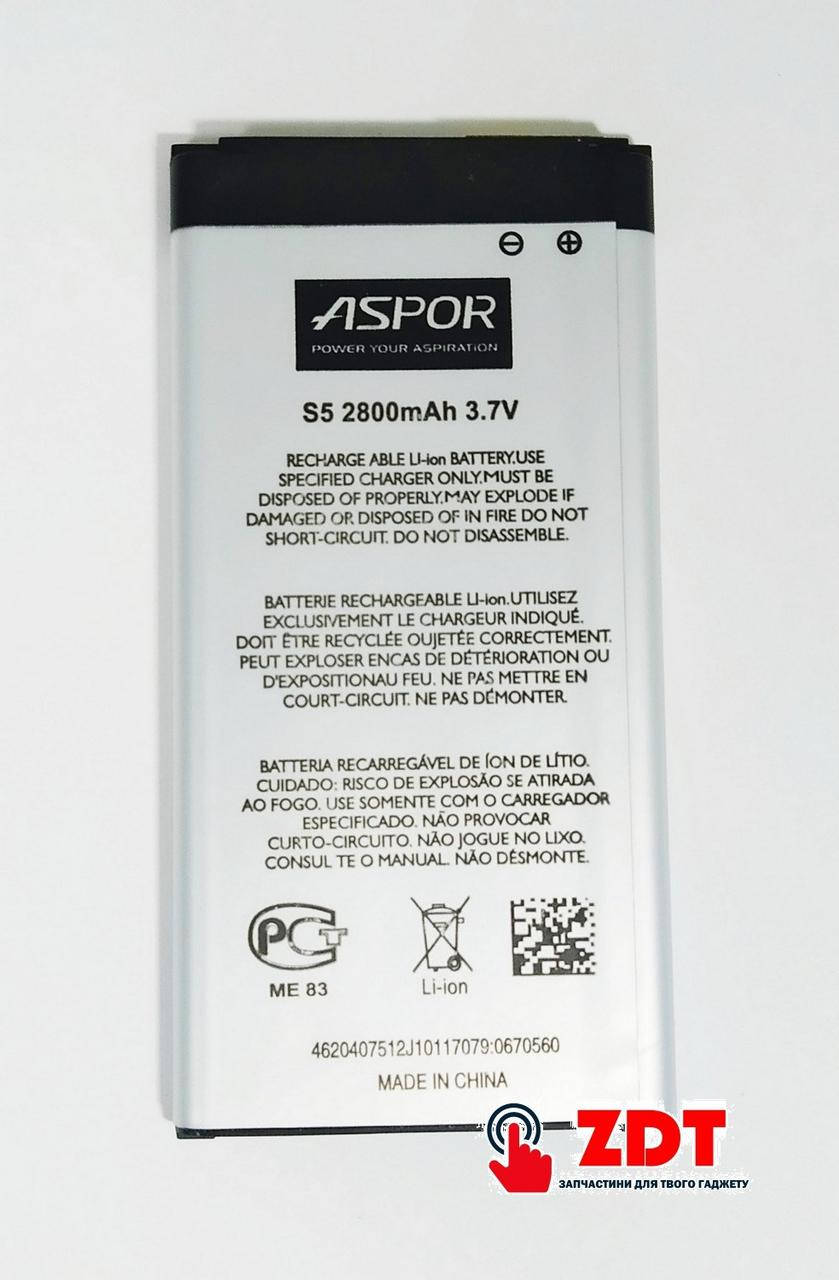 ASPOR
POWER YOUR ASPIRATION
S5 2800mAh 3.7V
RECHARGE ABLE LI-ion BATTERY.USE
SPECIFIED CHARGER ONLY.MUST BE
DISPOSED OF PROPERLY.MAY EXPLODE IF
DAMAGED OR DISPOSED OF IN FIRE DO NOT
SHORT-CIRCUIT. DO NOT DISASSEMBLE.
BATTERIE RECHARGEABLE LI-ion.UTILISEZ
EXCLUSIVEMENT LE CHARGEUR INDIQUÉ.
DOIT ÊTRE RECYCLÉE OUJETÉE CORRECTEMENT.
PEUT EXPLOSER ENCAS DE DÉTÉRIORATION OU
D'EXPOSITIONAU FEU. NE PAS METTRE EN
COURT-CIRCUIT. NE PAS DÉMONTER.
BATTERIA RECARREGÁVEL DE ÍON DE LÍTIO.
CUIDADO: RISCO DE EXPLOSÃO SE ATIRADA
AO FOGO. USE SOMENTE COM O CARREGADOR
ESPECIFICADO. NÃO PROVOCAR
CURTO-CIRCUITO. NÃO JOGUE NO LIXO.
CONSUL TE O MANUAL. NÃO DÉSMONTE.
РСТ
ME 83
Li-ion
4620407512J10117079:0670560
MADE IN CHINA
ZDT
ЗАПЧАСТИНИ ДЛЯ ТВОГО ГАДЖЕТУ